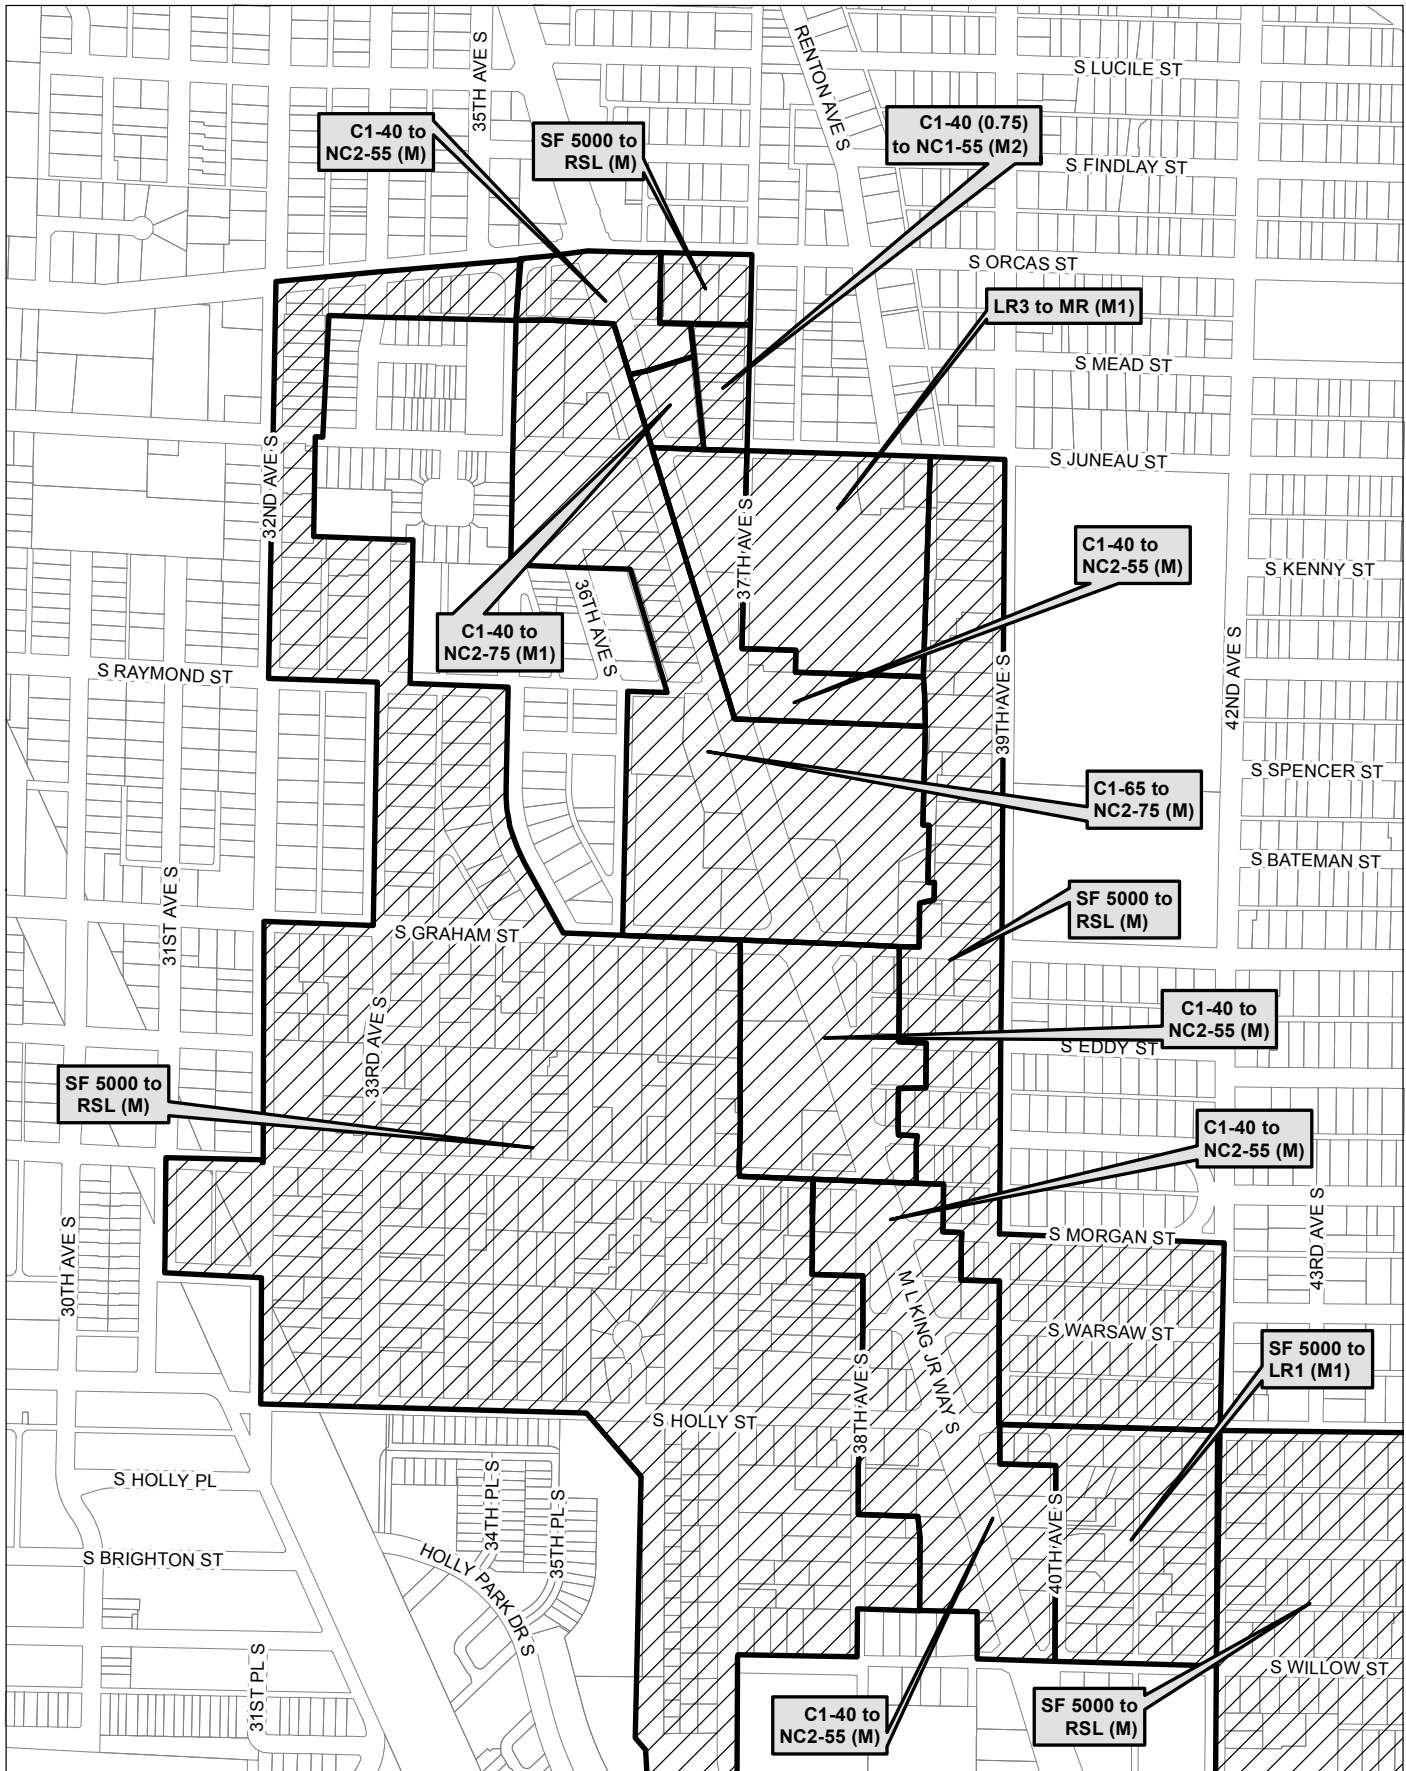 35TH AVE S
RENTON AVE S
S LUCILE ST
C1-40 to
NC2-55 (M)
SF 5000 to
RSL (M)
C1-40 (0.75)
to NC1-55 (M2)
S FINDLAY ST
S ORCAS ST
LR3 to MR (M1)
S MEAD ST
32ND AVE S
S JUNEAU ST
37TH AVE S
C1-40 to
NC2-55 (M)
S KENNY ST
36TH AVE S
C1-40 to
NC2-75 (M1)
S RAYMOND ST
39TH AVE S
42ND AVE S
S SPENCER ST
C1-65 to
NC2-75 (M)
S BATEMAN ST
31ST AVE S
SF 5000 to
RSL (M)
S GRAHAM ST
33RD AVE S
C1-40 to
NC2-55 (M)
S EDDY ST
SF 5000 to
RSL (M)
C1-40 to
NC2-55 (M)
30TH AVE S
S MORGAN ST
43RD AVE S
M L KING JR WAY S
S WARSAW ST
SF 5000 to
LR1 (M1)
38TH AVE S
S HOLLY ST
S HOLLY PL
34TH PL S
35TH PL S
40TH AVE S
S BRIGHTON ST
HOLLY PARK DR S
31ST PL S
S WILLOW ST
C1-40 to
NC2-55 (M)
SF 5000 to
RSL (M)